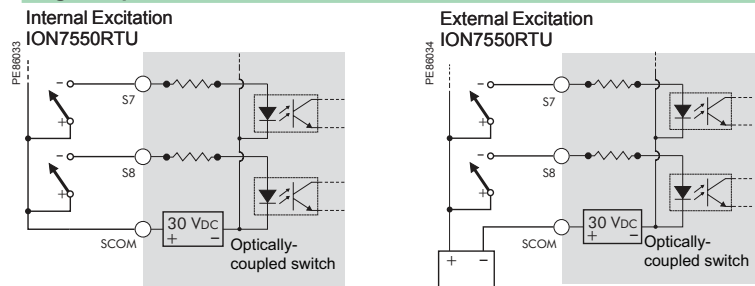 Internal Excitation
ION7550RTU
PE86033
-
S7
+
-
S8
+
SCOM
30 VDC
+ -
Optically-
coupled switch
External Excitation
ION7550RTU
PE86034
-
S7
+
-
S8
+
SCOM
30 VDC
+ -
Optically-
coupled switch
+ -